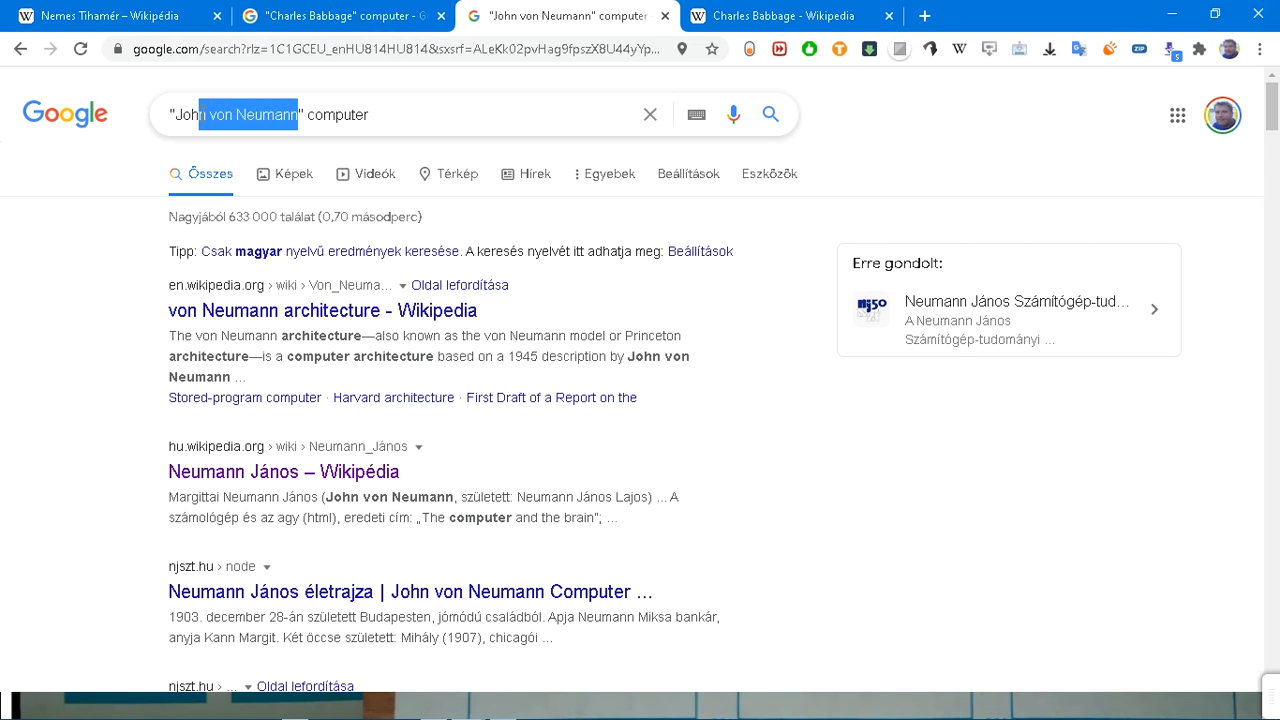 Nemes Tihamér – Wikipédia
"Charles Babbage" computer - G
"John von Neumann" computer
Charles Babbage - Wikipedia
google.com/search?rlz=1C1GCEU_enHU814HU814&sxsrf=ALeKk02pvHag9fpszX8U44yYp...
Google
"John von Neumann" computer
Összes
Képek
Videók
Térkép
Hírek
Egyebek
Beállítások
Eszközök
Nagyjából 633 000 találat (0,70 másodperc)
Tipp: Csak magyar nyelvű eredmények keresése. A keresés nyelvét itt adhatja meg: Beállítások
en.wikipedia.org › wiki › Von_Neuma... Oldal lefordítása
von Neumann architecture - Wikipedia
The von Neumann architecture—also known as the von Neumann model or Princeton
architecture—is a computer architecture based on a 1945 description by John von
Neumann ...
Stored-program computer · Harvard architecture · First Draft of a Report on the
hu.wikipedia.org › wiki › Neumann_János
Neumann János – Wikipédia
Margittai Neumann János (John von Neumann, született: Neumann János Lajos) ... A
számológép és az agy (html), eredeti cím: „The computer and the brain"; ...
njszt.hu › node
Neumann János életrajza | John von Neumann Computer ...
1903. december 28-án született Budapesten, jómódú családból. Apja Neumann Miksa bankár,
anyja Kann Margit. Két öccse született: Mihály (1907), chicagói ...
njszt.hu › ... Oldal lefordítása
Erre gondolt:
njso
Neumann János Számítógép-tud...
A Neumann János
Számítógép-tudományi ...